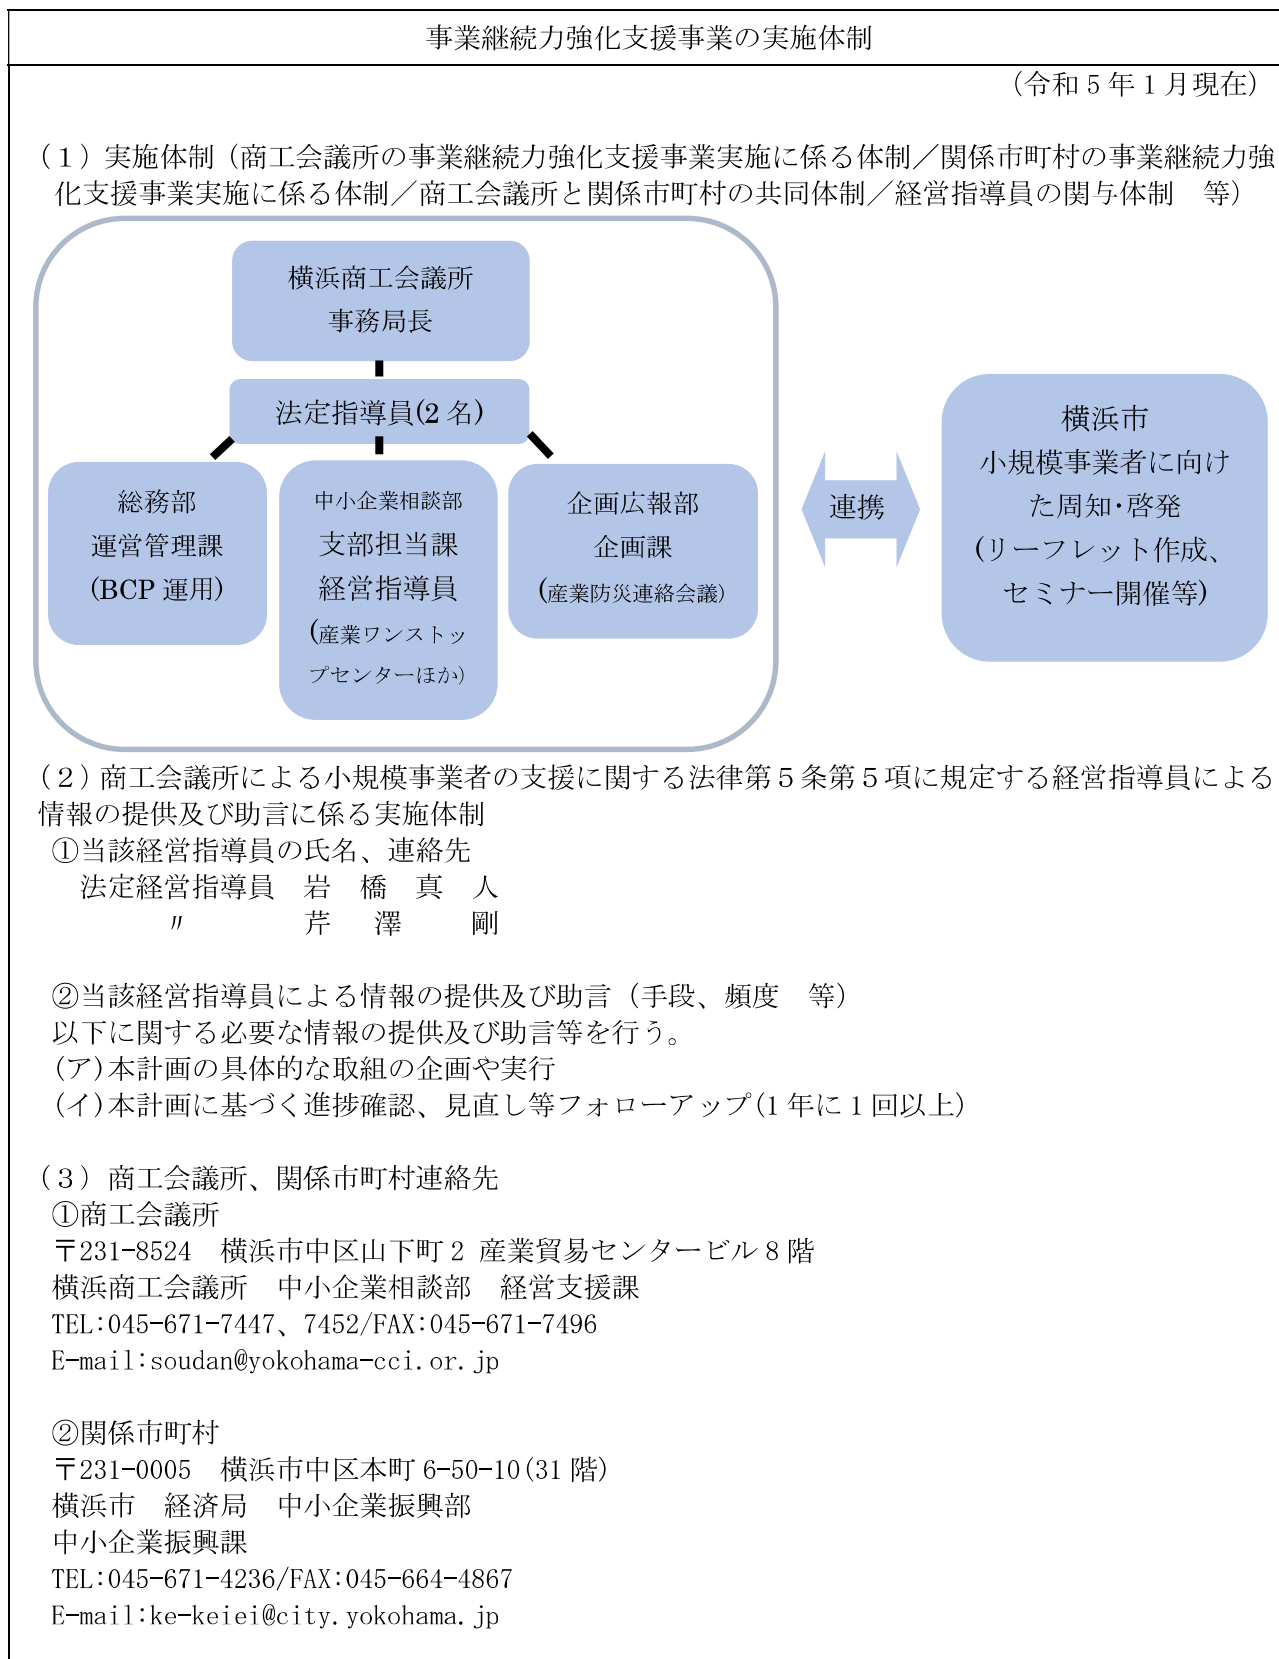 事業継続力強化支援事業の実施体制
（令和５年１月現在）
（１）実施体制（商工会議所の事業継続力強化支援事業実施に係る体制／関係市町村の事業継続力強
化支援事業実施に係る体制／商工会議所と関係市町村の共同体制／経営指導員の関与体制　等）
横浜商工会議所
事務局長
法定指導員(2 名)
総務部
運営管理課
(BCP 運用)
中小企業相談部
支部担当課
経営指導員
(産業ワンストッ
プセンターほか)
企画広報部
企画課
(産業防災連絡会議)
連携
横浜市
小規模事業者に向け
た周知・啓発
(リーフレット作成、
セミナー開催等)
（２）商工会議所による小規模事業者の支援に関する法律第５条第５項に規定する経営指導員による
情報の提供及び助言に係る実施体制
①当該経営指導員の氏名、連絡先
法定経営指導員　岩　橋　真　人
〃　芹　澤　　剛
②当該経営指導員による情報の提供及び助言（手段、頻度　等）
以下に関する必要な情報の提供及び助言等を行う。
(ア)本計画の具体的な取組の企画や実行
(イ)本計画に基づく進捗確認、見直し等フォローアップ(1 年に 1 回以上)
（３）商工会議所、関係市町村連絡先
①商工会議所
〒231-8524　横浜市中区山下町 2 産業貿易センタービル 8 階
横浜商工会議所　中小企業相談部　経営支援課
TEL:045-671-7447、7452/FAX:045-671-7496
E-mail:soudan@yokohama-cci.or.jp
②関係市町村
〒231-0005　横浜市中区本町 6-50-10(31 階)
横浜市　経済局　中小企業振興部
中小企業振興課
TEL:045-671-4236/FAX:045-664-4867
E-mail:ke-keiei@city.yokohama.jp